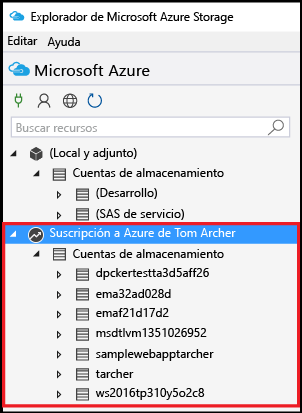 Explorador de Microsoft Azure Storage
Editar Ayuda
Microsoft Azure
Buscar recursos
(Local y adjunto)
Cuentas de almacenamiento
(Desarrollo)
(SAS de servicio)
Suscripción a Azure de Tom Archer
Cuentas de almacenamiento
dpckertestta3d5aff26
ema32ad028d
emaf21d17d2
msdtlvm1351026952
samplewebapptarcher
tarcher
ws2016tp310y5o2c8